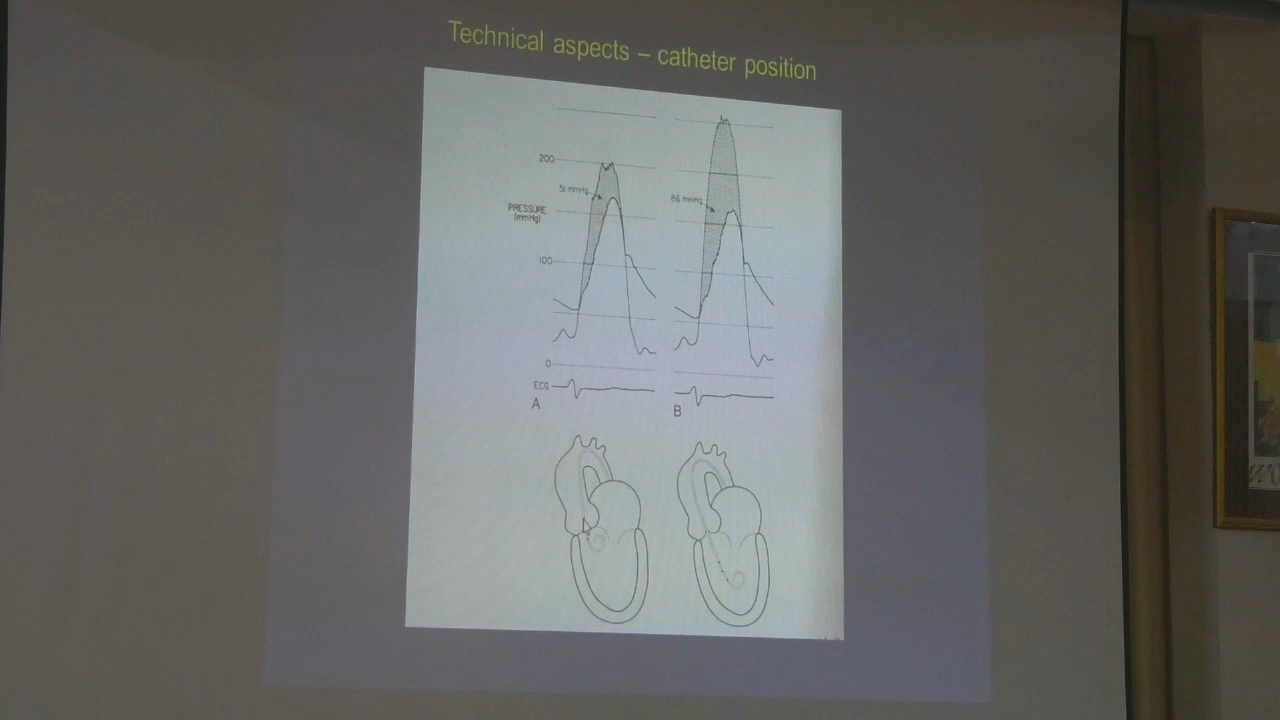 Technical aspects – catheter position
200
51 mmHg
86 mmHg
PRESSURE
(mmHg)
100
0
ECG
A
B